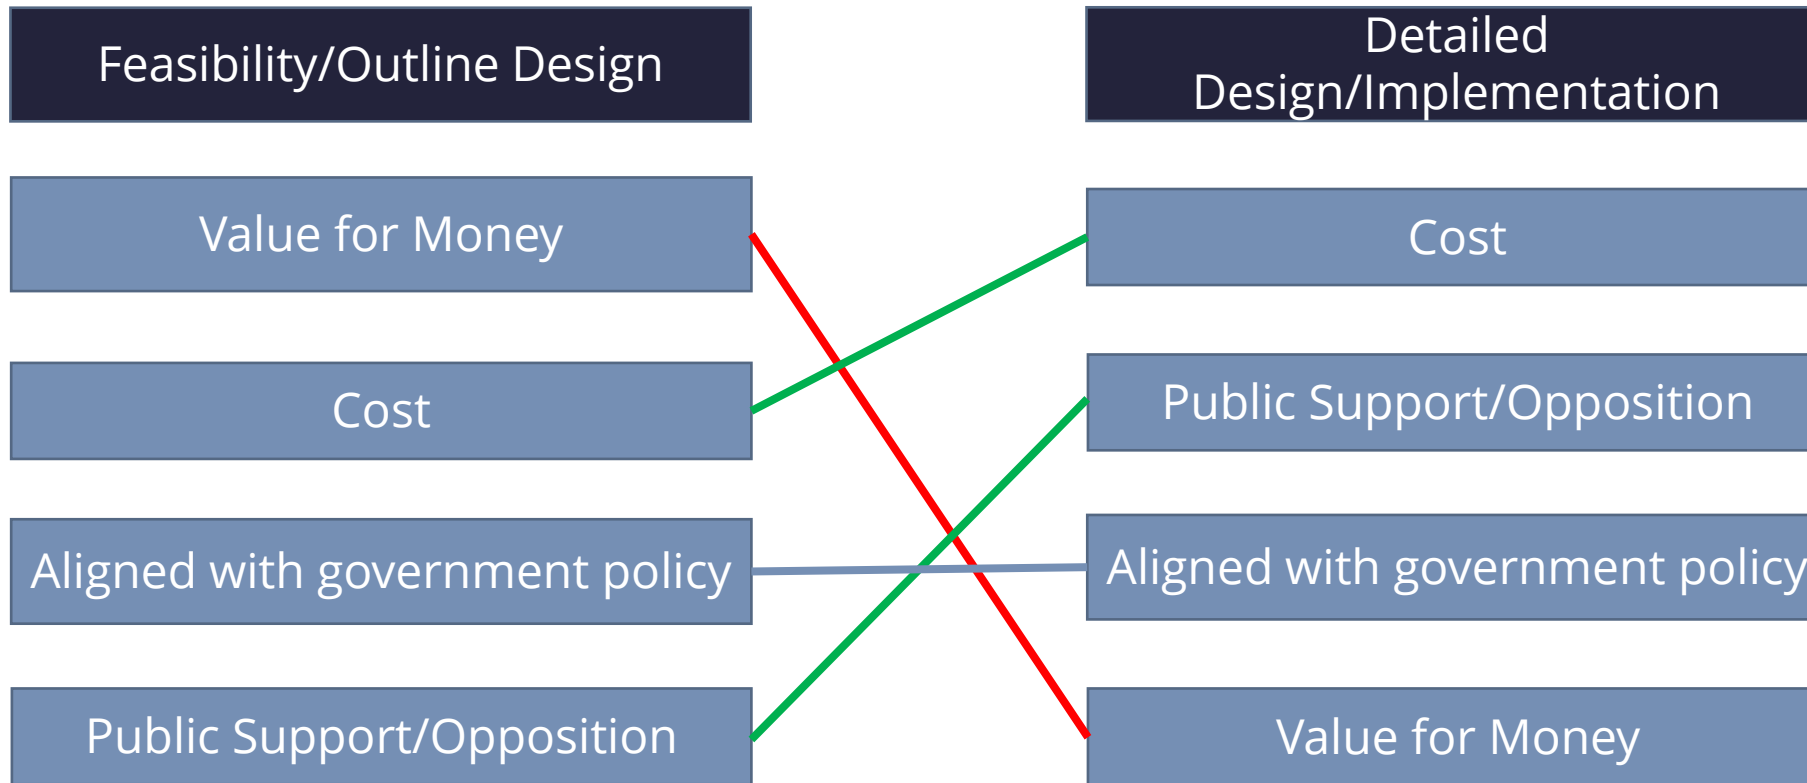 Feasibility/Outline Design
Value for Money
Cost
Aligned with government policy
Public Support/Opposition
Detailed
Design/Implementation
Cost
Public Support/Opposition
Aligned with government policy
Value for Money